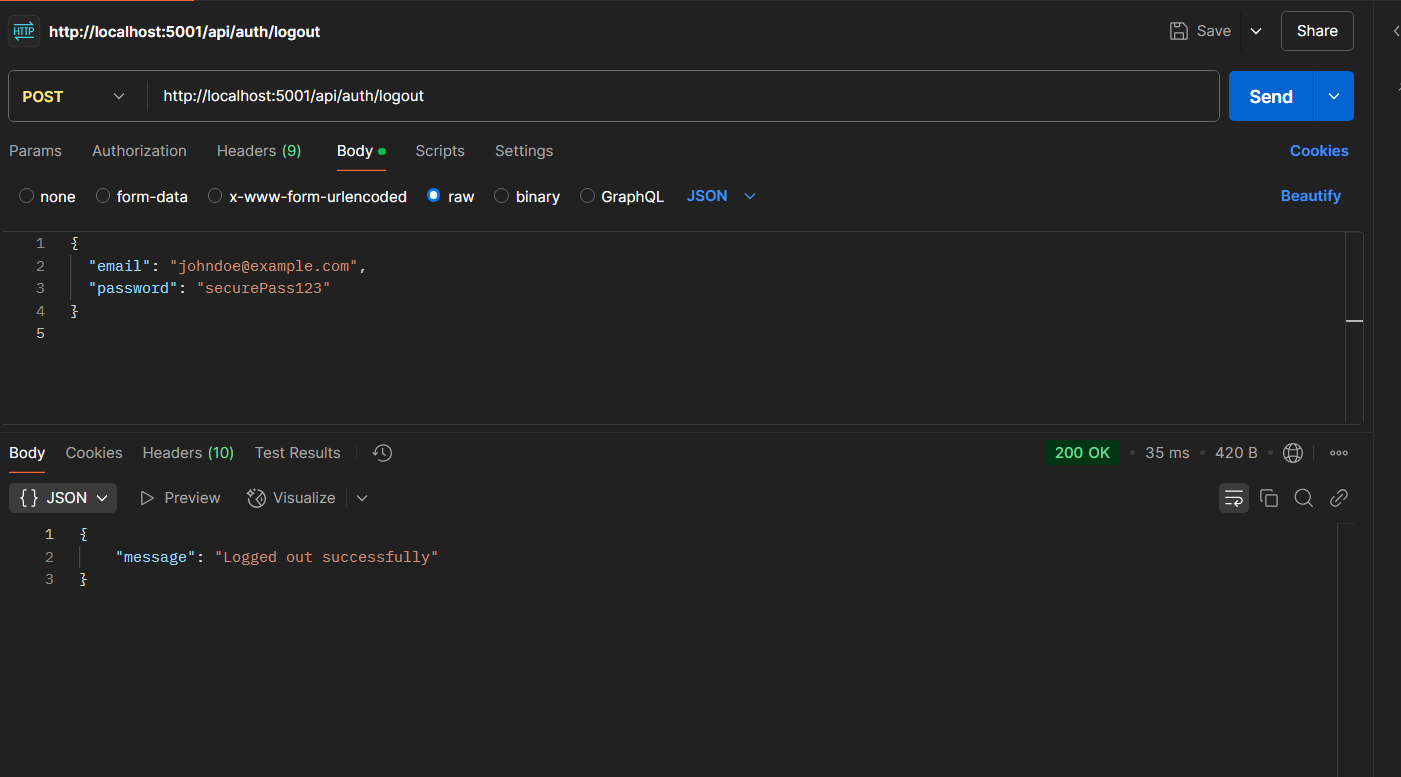 HTTP http://localhost:5001/api/auth/logout Save Share
POST http://localhost:5001/api/auth/logout Send
Params Authorization Headers (9) Body Scripts Settings Cookies
none form-data x-www-form-urlencoded raw binary GraphQL JSON Beautify
1 {
2 "email": "johndoe@example.com",
3 "password": "securePass123"
4 }
5
Body Cookies Headers (10) Test Results 200 OK • 35 ms • 420 B •
{} JSON Preview Visualize
1 {
2 "message": "Logged out successfully"
3 }